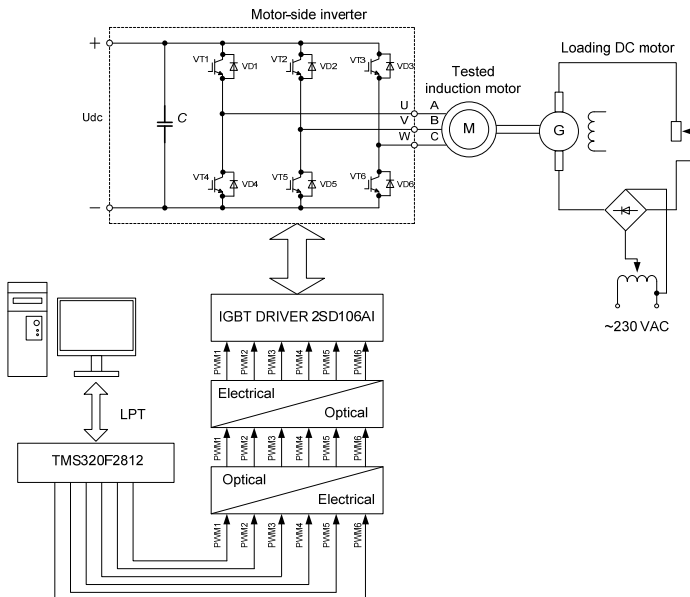 Motor-side inverter
+
Udc
−
C
VT1
VD1
VT2
VD2
VT3
VD3
VT4
VD4
VT5
VD5
VT6
VD6
U
V
W
A
B
C
Tested
induction motor
M
Loading DC motor
G
~230 VAC
IGBT DRIVER 2SD106AI
PWM1
PWM2
PWM3
PWM4
PWM5
PWM6
Electrical
Optical
PWM1
PWM2
PWM3
PWM4
PWM5
PWM6
Optical
Electrical
PWM1
PWM2
PWM3
PWM4
PWM5
PWM6
LPT
TMS320F2812